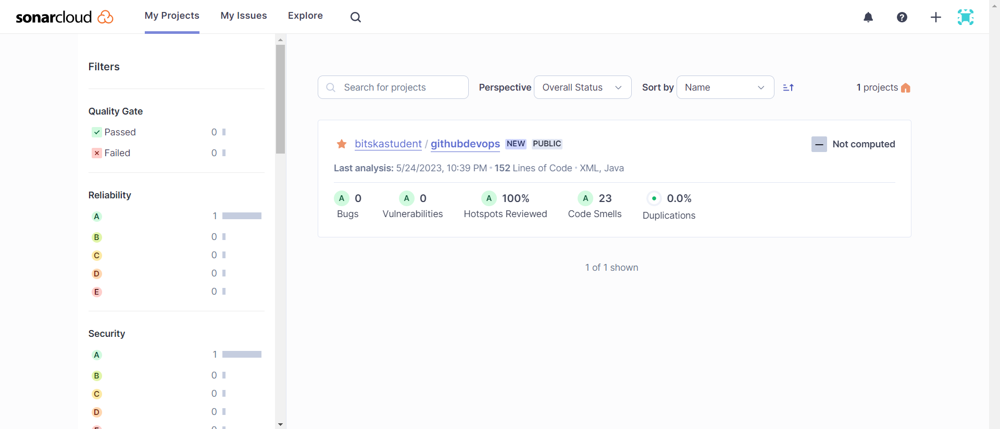 sonarcloud My Projects My Issues Explore
Filters
Quality Gate
Passed 0
Failed 0
Reliability
A 1
B 0
C 0
D 0
E 0
Security
A 1
B 0
C 0
D 0
Search for projects Perspective Overall Status Sort by Name 1 projects
bitskastudent / githubdevops NEW PUBLIC Not computed
Last analysis: 5/24/2023, 10:39 PM • 152 Lines of Code • XML, Java
A 0 A 0 A 100% A 23 0.0%
Bugs Vulnerabilities Hotspots Reviewed Code Smells Duplications
1 of 1 shown